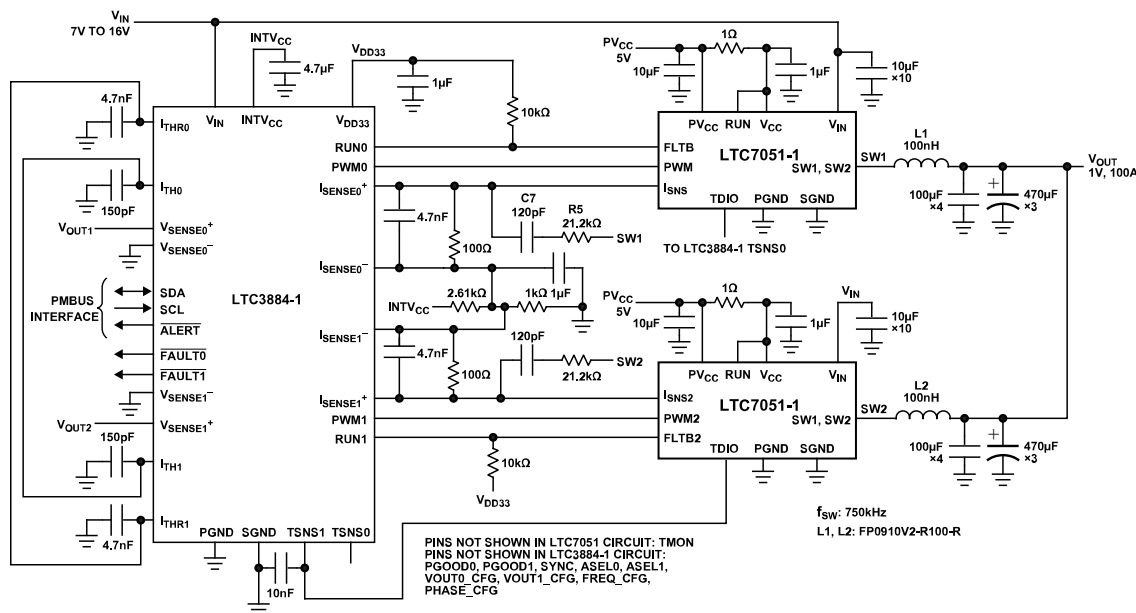 VIN
7V TO 16V
INTVCC
4.7µF
VDD33
1µF
10kΩ
PVCC
5V
10µF
1Ω
1µF
10µF
×10
4.7nF
ITHR0
VIN
INTVCC
VDD33
RUN0
PWM0
ISENSE0+
PVCC
RUN
VCC
VIN
FLTB
PWM
ISNS
LTC7051-1
SW1, SW2
TDIO
PGND
SGND
SW1
L1
100nH
VOUT
1V, 100A
100µF
×4
+
470µF
×3
TO LTC3884-1 TSNS0
150pF
ITH0
VOUT1
VSENSE0+
VSENSE0–
4.7nF
100Ω
C7
120pF
R5
21.2kΩ
SW1
ISENSE0–
PMBUS
INTERFACE
SDA
SCL
ALERT
FAULT0
FAULT1
LTC3884-1
INTVCC
2.61kΩ
1kΩ
1µF
ISENSE1–
4.7nF
100Ω
120pF
21.2kΩ
SW2
PVCC
5V
10µF
1Ω
1µF
VIN
10µF
×10
VSENSE1–
VOUT2
VSENSE1+
ISENSE1+
PWM1
RUN1
PVCC
RUN
VCC
VIN
ISNS2
PWM2
FLTB2
LTC7051-1
SW1, SW2
TDIO
PGND
SGND
SW2
L2
100nH
100µF
×4
+
470µF
×3
150pF
ITH1
10kΩ
VDD33
ITHR1
4.7nF
PGND
SGND
TSNS1
TSNS0
10nF
fSW: 750kHz
L1, L2: FP0910V2-R100-R
PINS NOT SHOWN IN LTC7051 CIRCUIT: TMON
PINS NOT SHOWN IN LTC3884-1 CIRCUIT:
PGOOD0, PGOOD1, SYNC, ASEL0, ASEL1,
VOUT0_CFG, VOUT1_CFG, FREQ_CFG,
PHASE_CFG